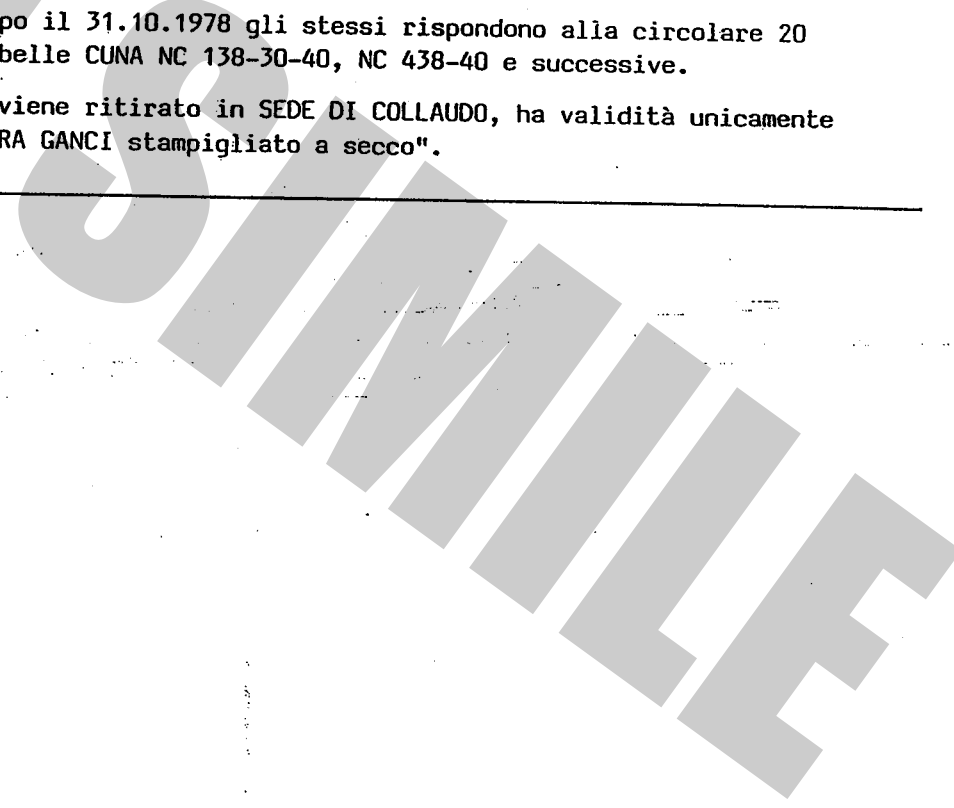 po il 31.10.1978 gli stessi rispondono alla circolare 20
belle CUNA NC 138-30-40, NC 438-40 e successive.
viene ritirato in SEDE DI COLLAUDO, ha validità unicamente
RA GANCI stampigliato a secco".
SIMILE